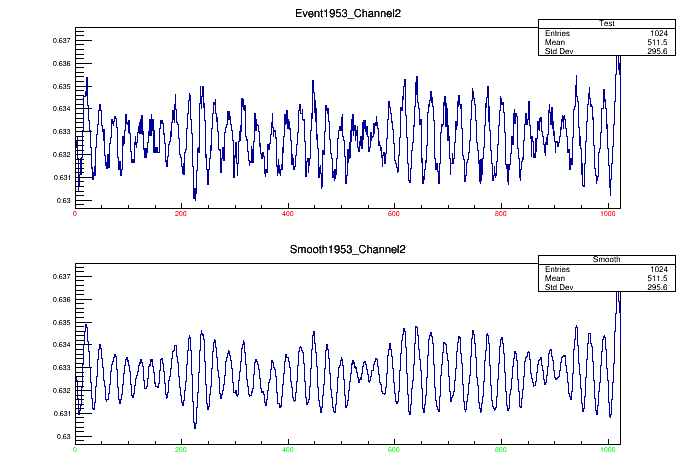 Event1953_Channel2
Test
Entries 1024
Mean 511.5
Std Dev 295.6
0.637
0.636
0.635
0.634
0.633
0.632
0.631
0.63
0 200 400 600 800 1000
Smooth1953_Channel2
Smooth
Entries 1024
Mean 511.5
Std Dev 295.6
0.637
0.636
0.635
0.634
0.633
0.632
0.631
0.63
0 200 400 600 800 1000